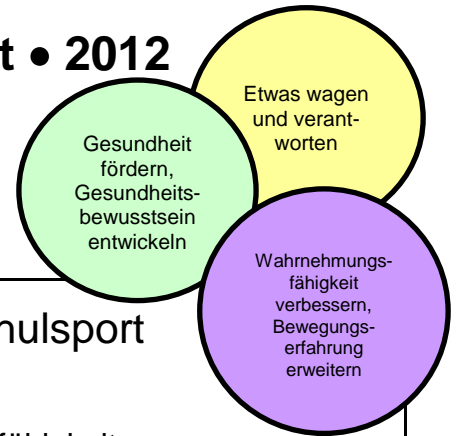 t • 2012
Etwas wagen
und verant-
worten
Gesundheit
fördern,
Gesundheits-
bewusstsein
entwickeln
Wahrnehmungs-
fähigkeit
verbessern,
Bewegungs-
erfahrung
erweitern
hulsport